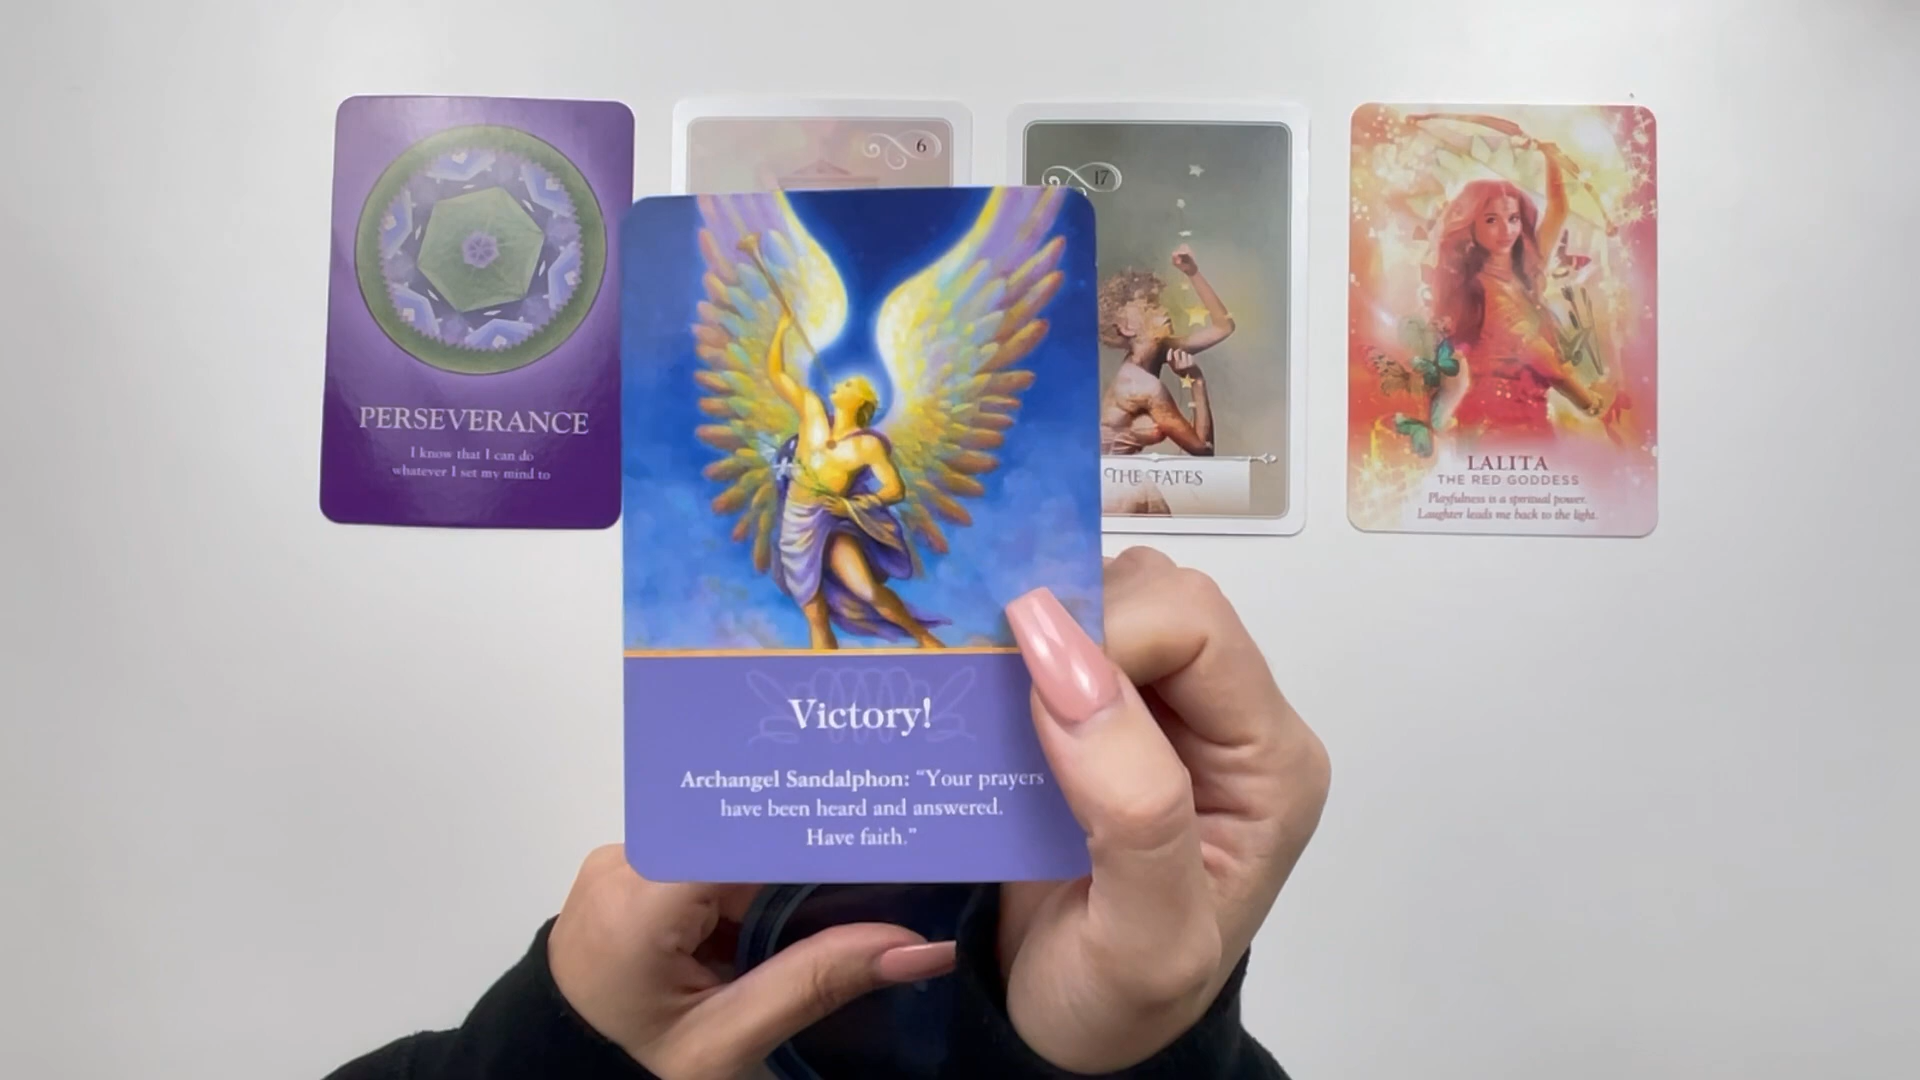 PERSEVERANCE
I know that I can do
whatever I set my mind to
6
17
THE FATES
LALITA
THE RED GODDESS
Playfulness is a spiritual power.
Laughter leads me back to the light.
Victory!
Archangel Sandalphon: “Your prayers
have been heard and answered.
Have faith.”